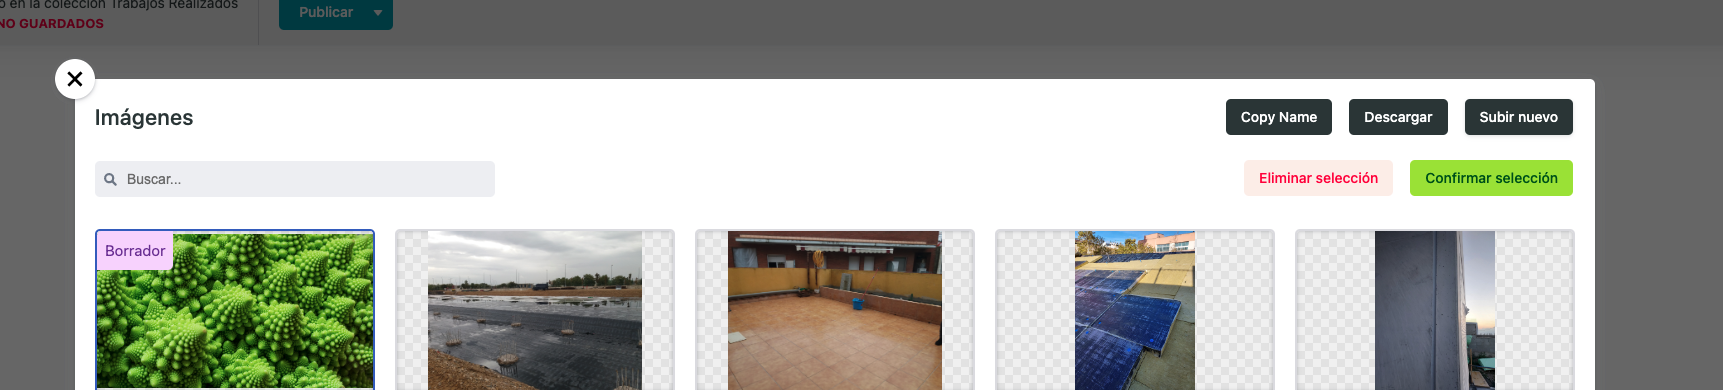 o en la colección Trabajos Realizados
NO GUARDADOS
Publicar
Imágenes
Copy Name
Descargar
Subir nuevo
Buscar...
Eliminar selección
Confirmar selección
Borrador